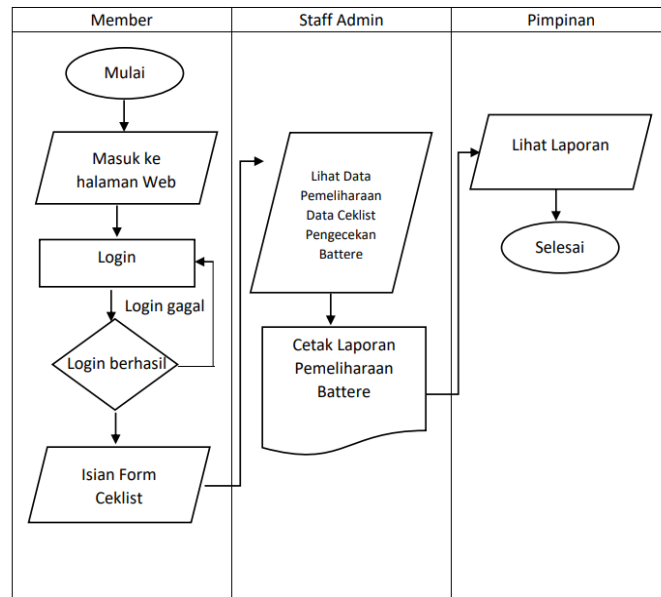 Member
Staff Admin
Pimpinan
Mulai
Masuk ke
halaman Web
Login
Login gagal
Login berhasil
Isian Form
Ceklist
Lihat Data
Pemeliharaan
Data Ceklist
Pengecekan
Battere
Cetak Laporan
Pemeliharaan
Battere
Lihat Laporan
Selesai